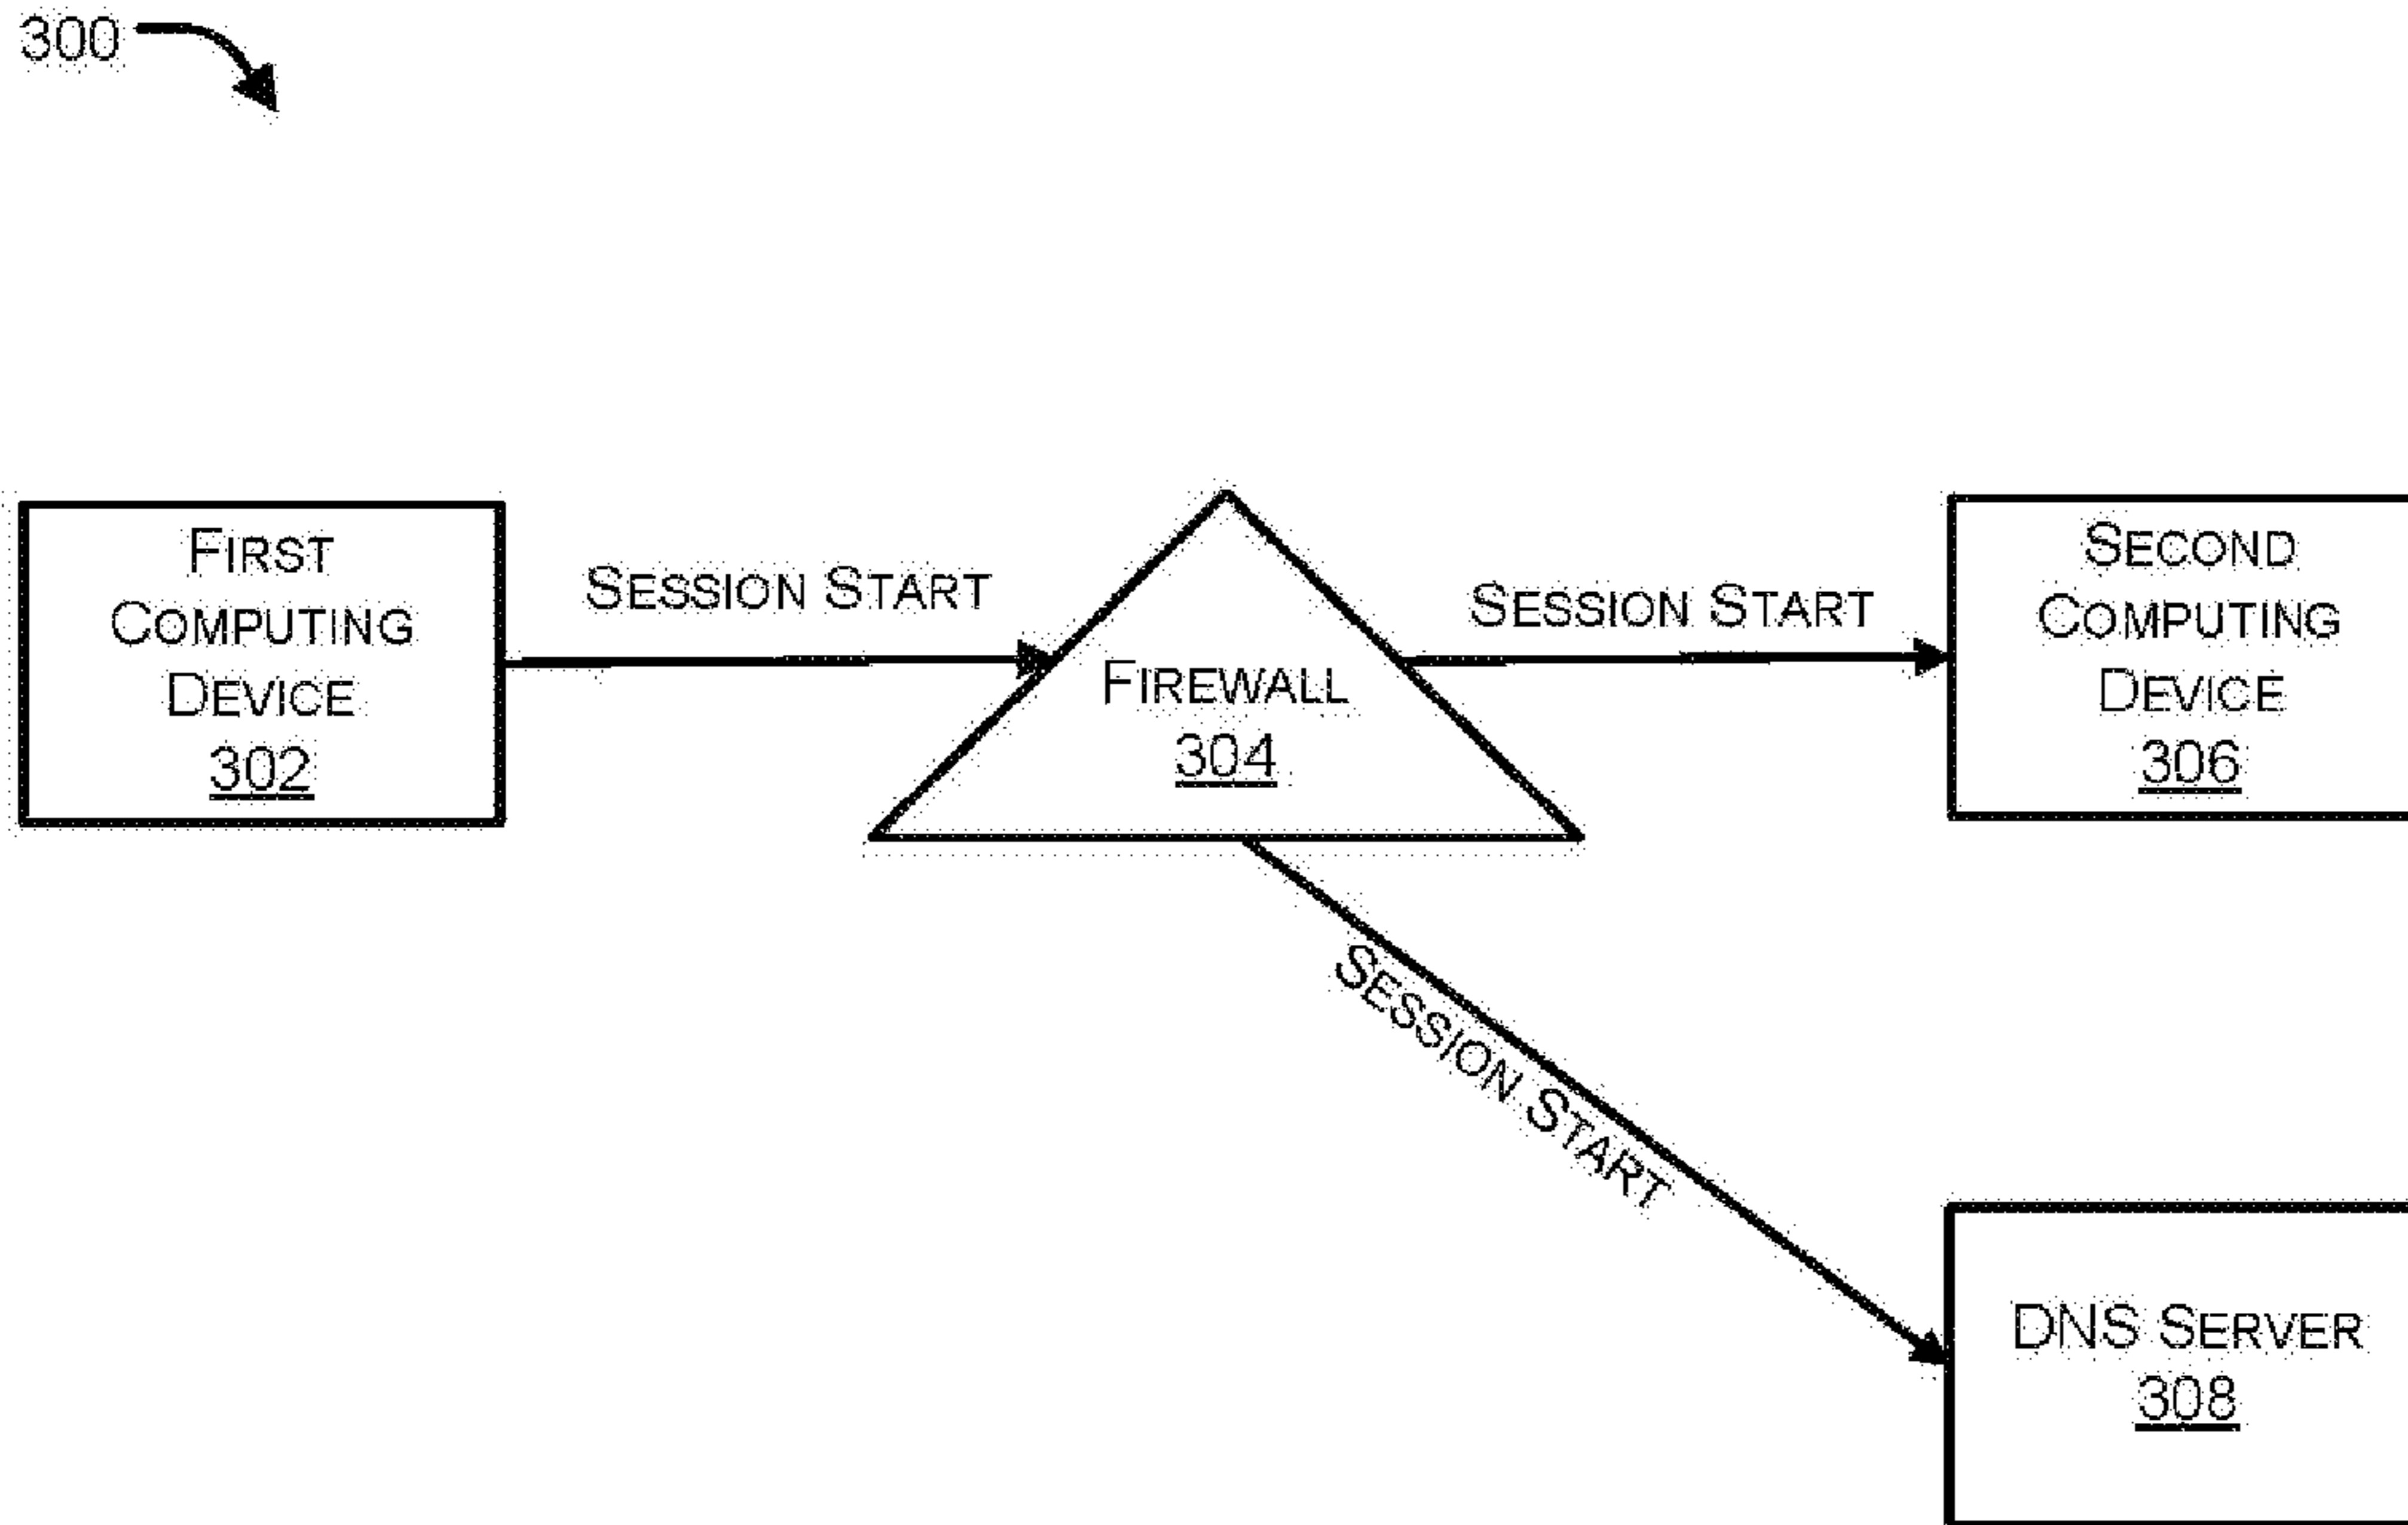 300
FIRST
COMPUTING
DEVICE
302
SESSION START
FIREWALL
304
SESSION START
SECOND
COMPUTING
DEVICE
306
SESSION START
DNS SERVER
308